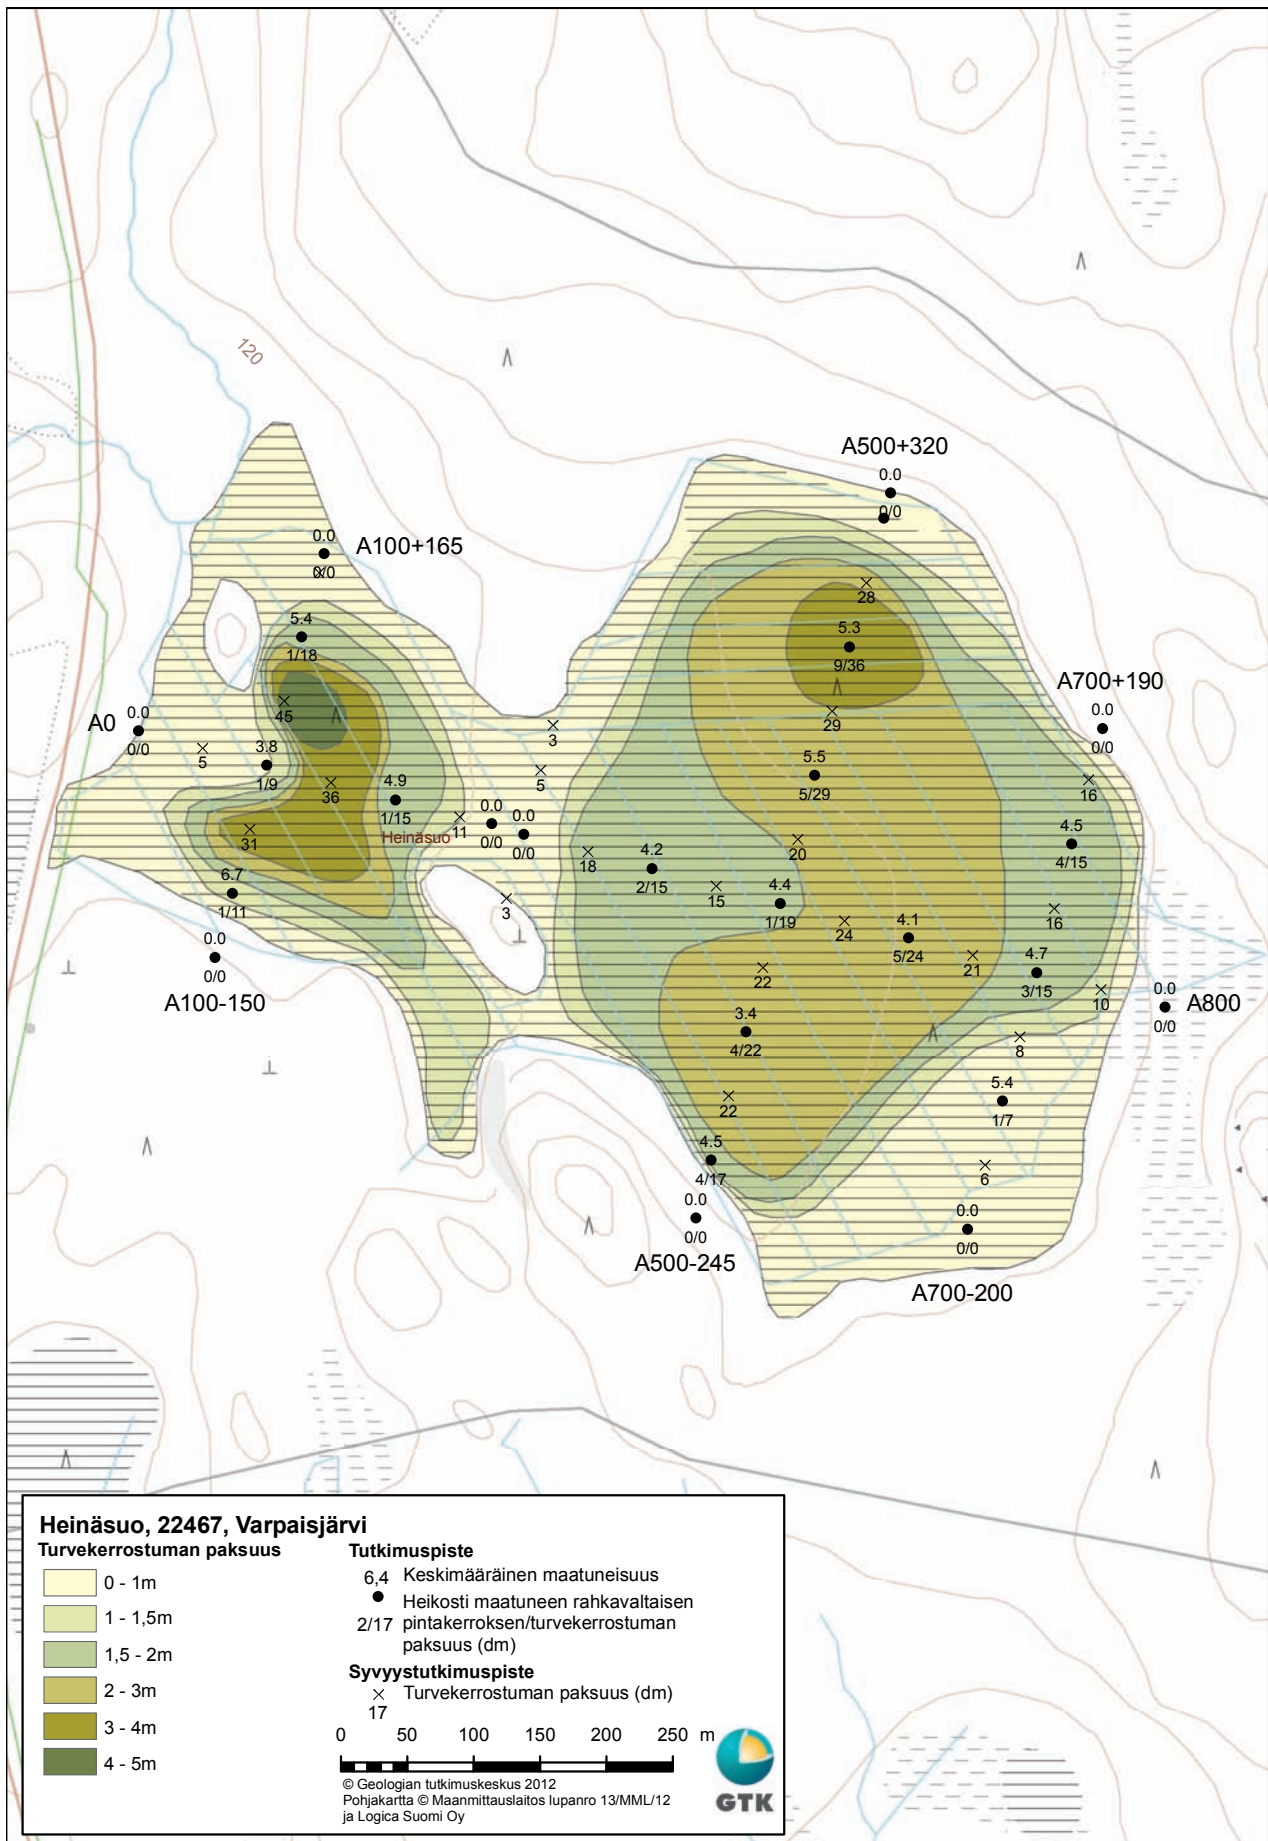 120
A500+320
0.0
0/0
0.0
A100+165
0/0
28
5.4
1/18
5.3
9/36
A700+190
45
0.0
A0
0.0
0/0
29
3
0/0
5
3.8
1/9
5
5.5
5/29
16
36
4.9
1/15
Heinäsuo
11
0.0
0/0
0.0
0/0
31
20
4.5
4/15
18
4.2
2/15
6.7
1/11
15
4.4
1/19
3
16
24
4.1
5/24
0.0
0/0
A100-150
22
21
4.7
3/15
10
0.0
0/0
A800
3.4
4/22
8
22
5.4
1/7
4.5
4/17
6
0.0
0/0
A500-245
0.0
0/0
A700-200
Heinäsuo, 22467, Varpaisjärvi
Turvekerrostuman paksuus
0 - 1m
1 - 1,5m
1,5 - 2m
2 - 3m
3 - 4m
4 - 5m
Tutkimuspiste
6,4 Keskimääräinen maatuneisuus
Heikosti maatuneen rahkavaltaisen
2/17 pintakerroksen/turvekerrostuman
paksuus (dm)
Syvyystutkimuspiste
Turvekerrostuman paksuus (dm)
17
0 50 100 150 200 250 m
© Geologian tutkimuskeskus 2012
Pohjakartta © Maanmittauslaitos lupanro 13/MML/12
ja Logica Suomi Oy
GTK